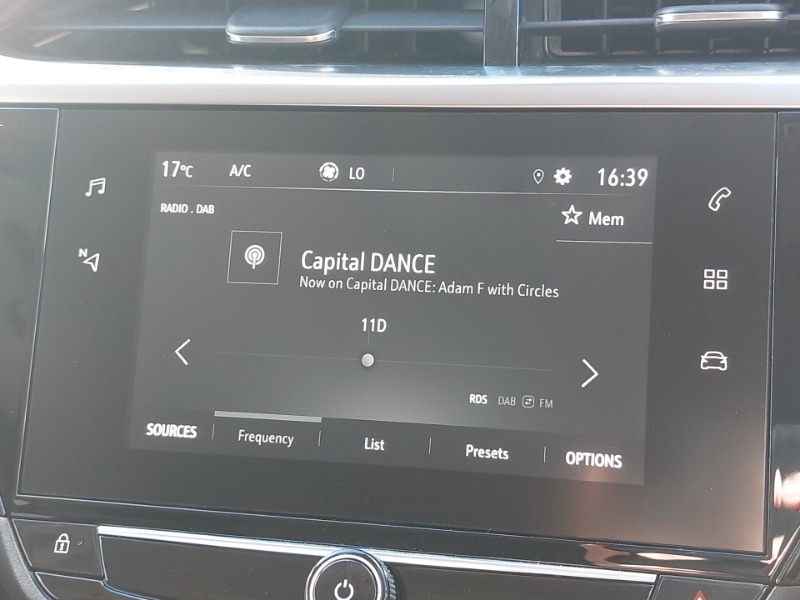 17°C A/C LO 16:39
RADIO . DAB
Mem
N
Capital DANCE
Now on Capital DANCE: Adam F with Circles
11D
RDS DAB FM
SOURCES Frequency List Presets OPTIONS